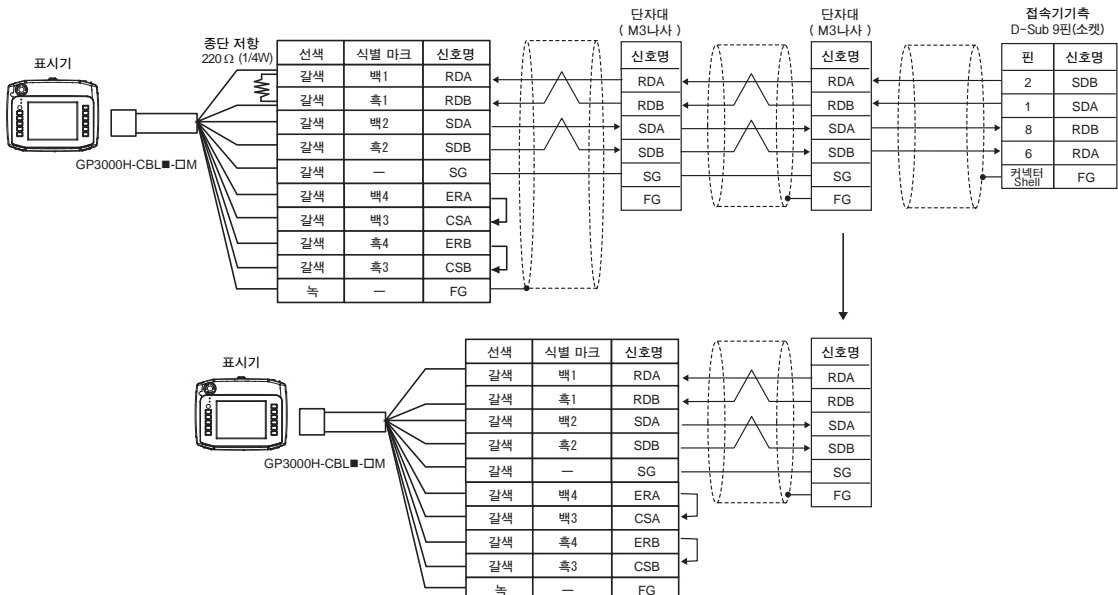 표시기
GP3000H-CBL■-□M
종단 저항
220Ω (1/4W)
선색 식별 마크 신호명
갈색 백1 RDA
갈색 흑1 RDB
갈색 백2 SDA
갈색 흑2 SDB
갈색 — SG
갈색 백4 ERA
갈색 백3 CSA
갈색 흑4 ERB
갈색 흑3 CSB
녹 — FG
단자대
( M3나사 )
신호명
RDA
RDB
SDA
SDB
SG
FG
단자대
( M3나사 )
신호명
RDA
RDB
SDA
SDB
SG
FG
접속기기측
D-Sub 9핀(소켓)
핀 신호명
2 SDB
1 SDA
8 RDB
6 RDA
커넥터
Shell FG
표시기
GP3000H-CBL■-□M
선색 식별 마크 신호명
갈색 백1 RDA
갈색 흑1 RDB
갈색 백2 SDA
갈색 흑2 SDB
갈색 — SG
갈색 백4 ERA
갈색 백3 CSA
갈색 흑4 ERB
갈색 흑3 CSB
녹 — FG
신호명
RDA
RDB
SDA
SDB
SG
FG